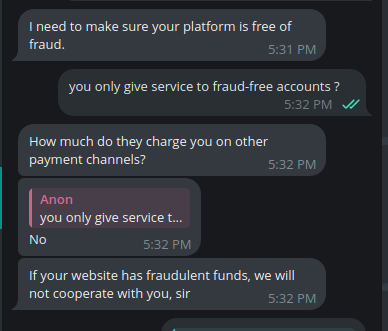 I need to make sure your platform is free of
fraud.
5:31 PM
you only give service to fraud-free accounts ?
5:32 PM
How much do they charge you on other
payment channels?
5:32 PM
Anon
you only give service t...
No
5:32 PM
If your website has fraudulent funds, we will
not cooperate with you, sir
5:32 PM